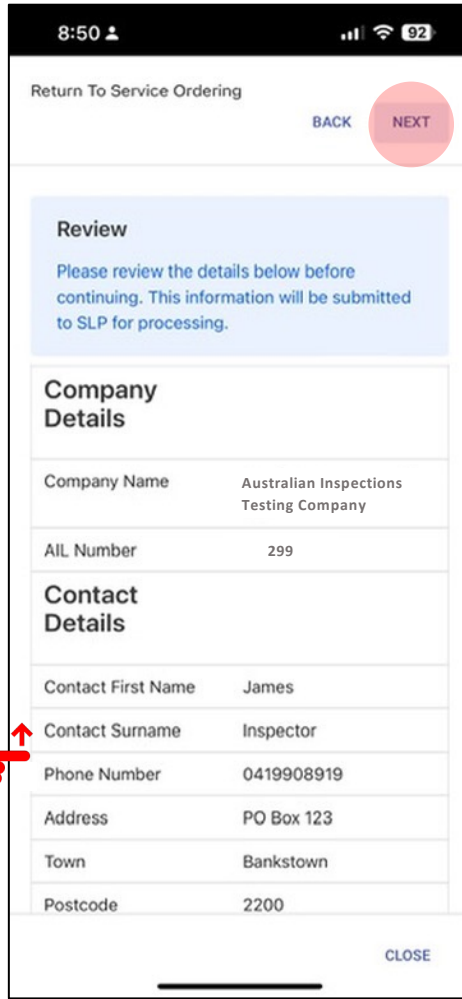 8:50
92
Return To Service Ordering
BACK NEXT
Review
Please review the details below before
continuing. This information will be submitted
to SLP for processing.
Company
Details
Company Name Australian Inspections
Testing Company
AIL Number 299
Contact
Details
Contact First Name James
Contact Surname Inspector
Phone Number 0419908919
Address PO Box 123
Town Bankstown
Postcode 2200
CLOSE